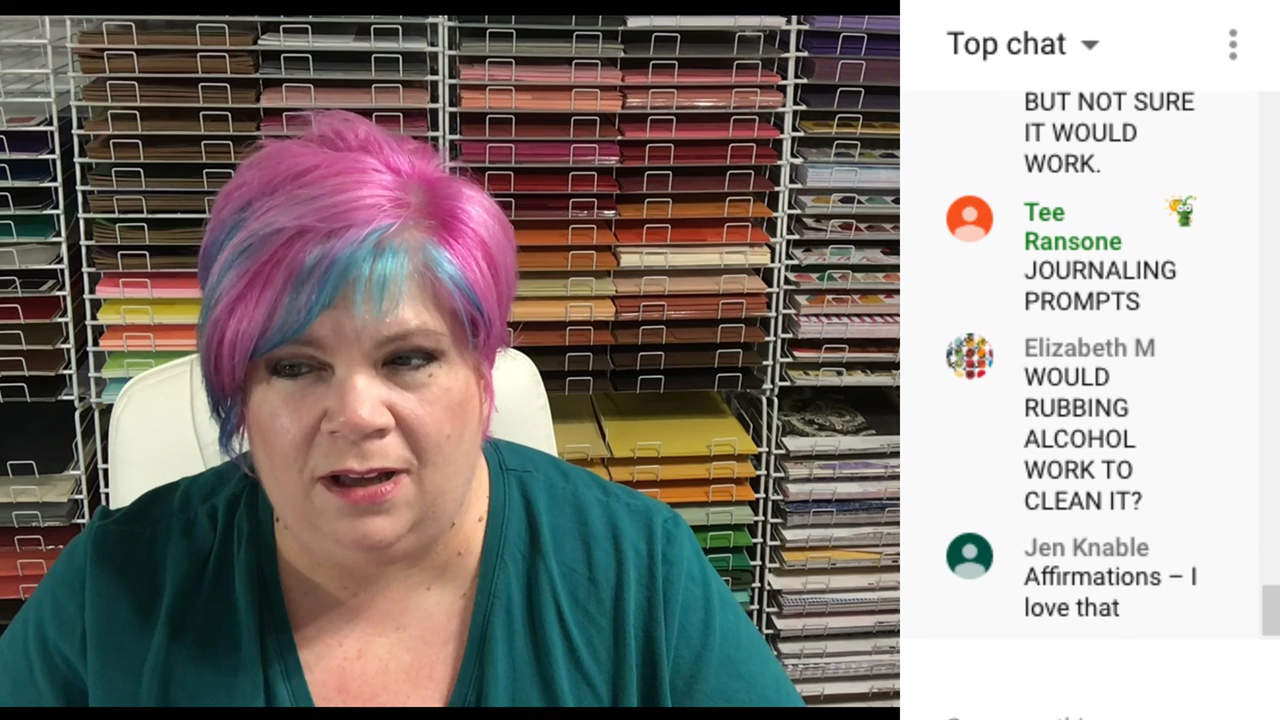 Top chat
BUT NOT SURE
IT WOULD
WORK.
Tee
Ransone
JOURNALING
PROMPTS
Elizabeth M
WOULD
RUBBING
ALCOHOL
WORK TO
CLEAN IT?
Jen Knable
Affirmations – I
love that